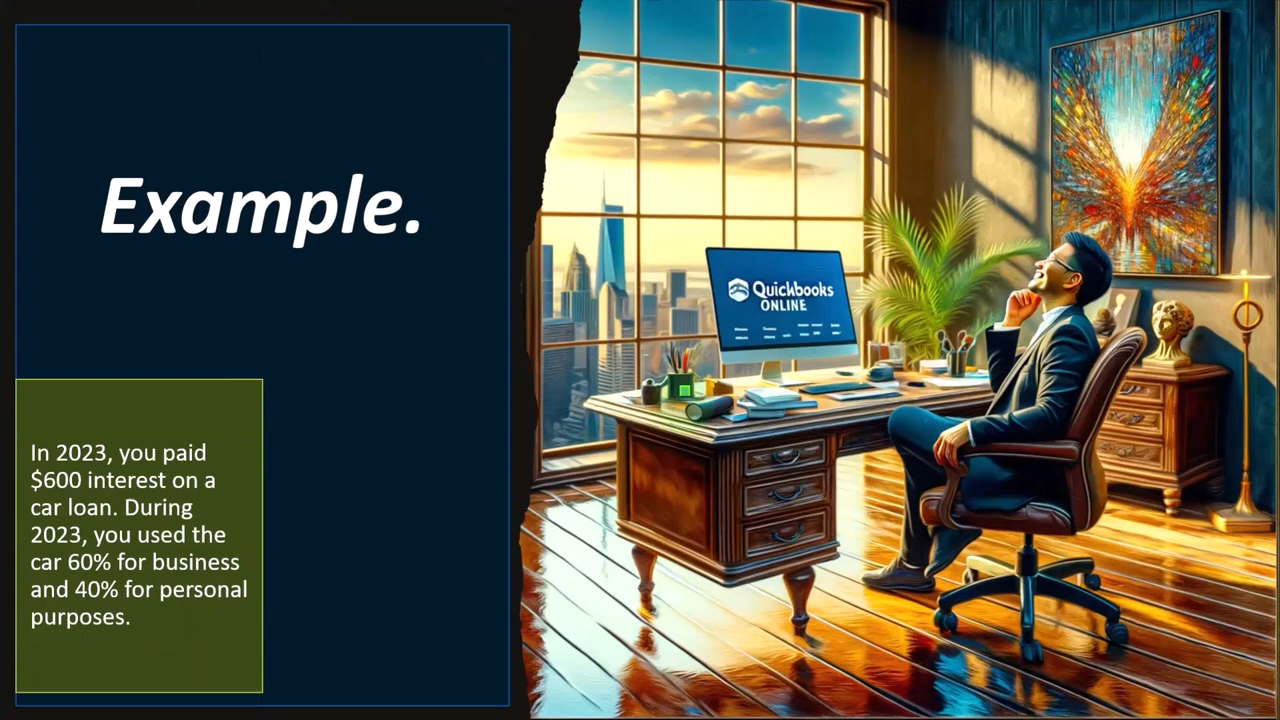 Example.
In 2023, you paid
$600 interest on a
car loan. During
2023, you used the
car 60% for business
and 40% for personal
purposes.
Quickbooks
ONLINE